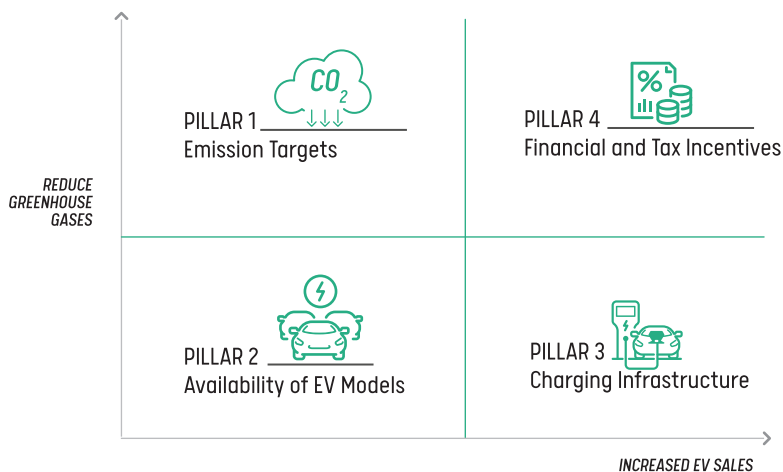 CO2
PILLAR 1
Emission Targets
%
PILLAR 4
Financial and Tax Incentives
REDUCE
GREENHOUSE
GASES
PILLAR 2
Availability of EV Models
PILLAR 3
Charging Infrastructure
INCREASED EV SALES